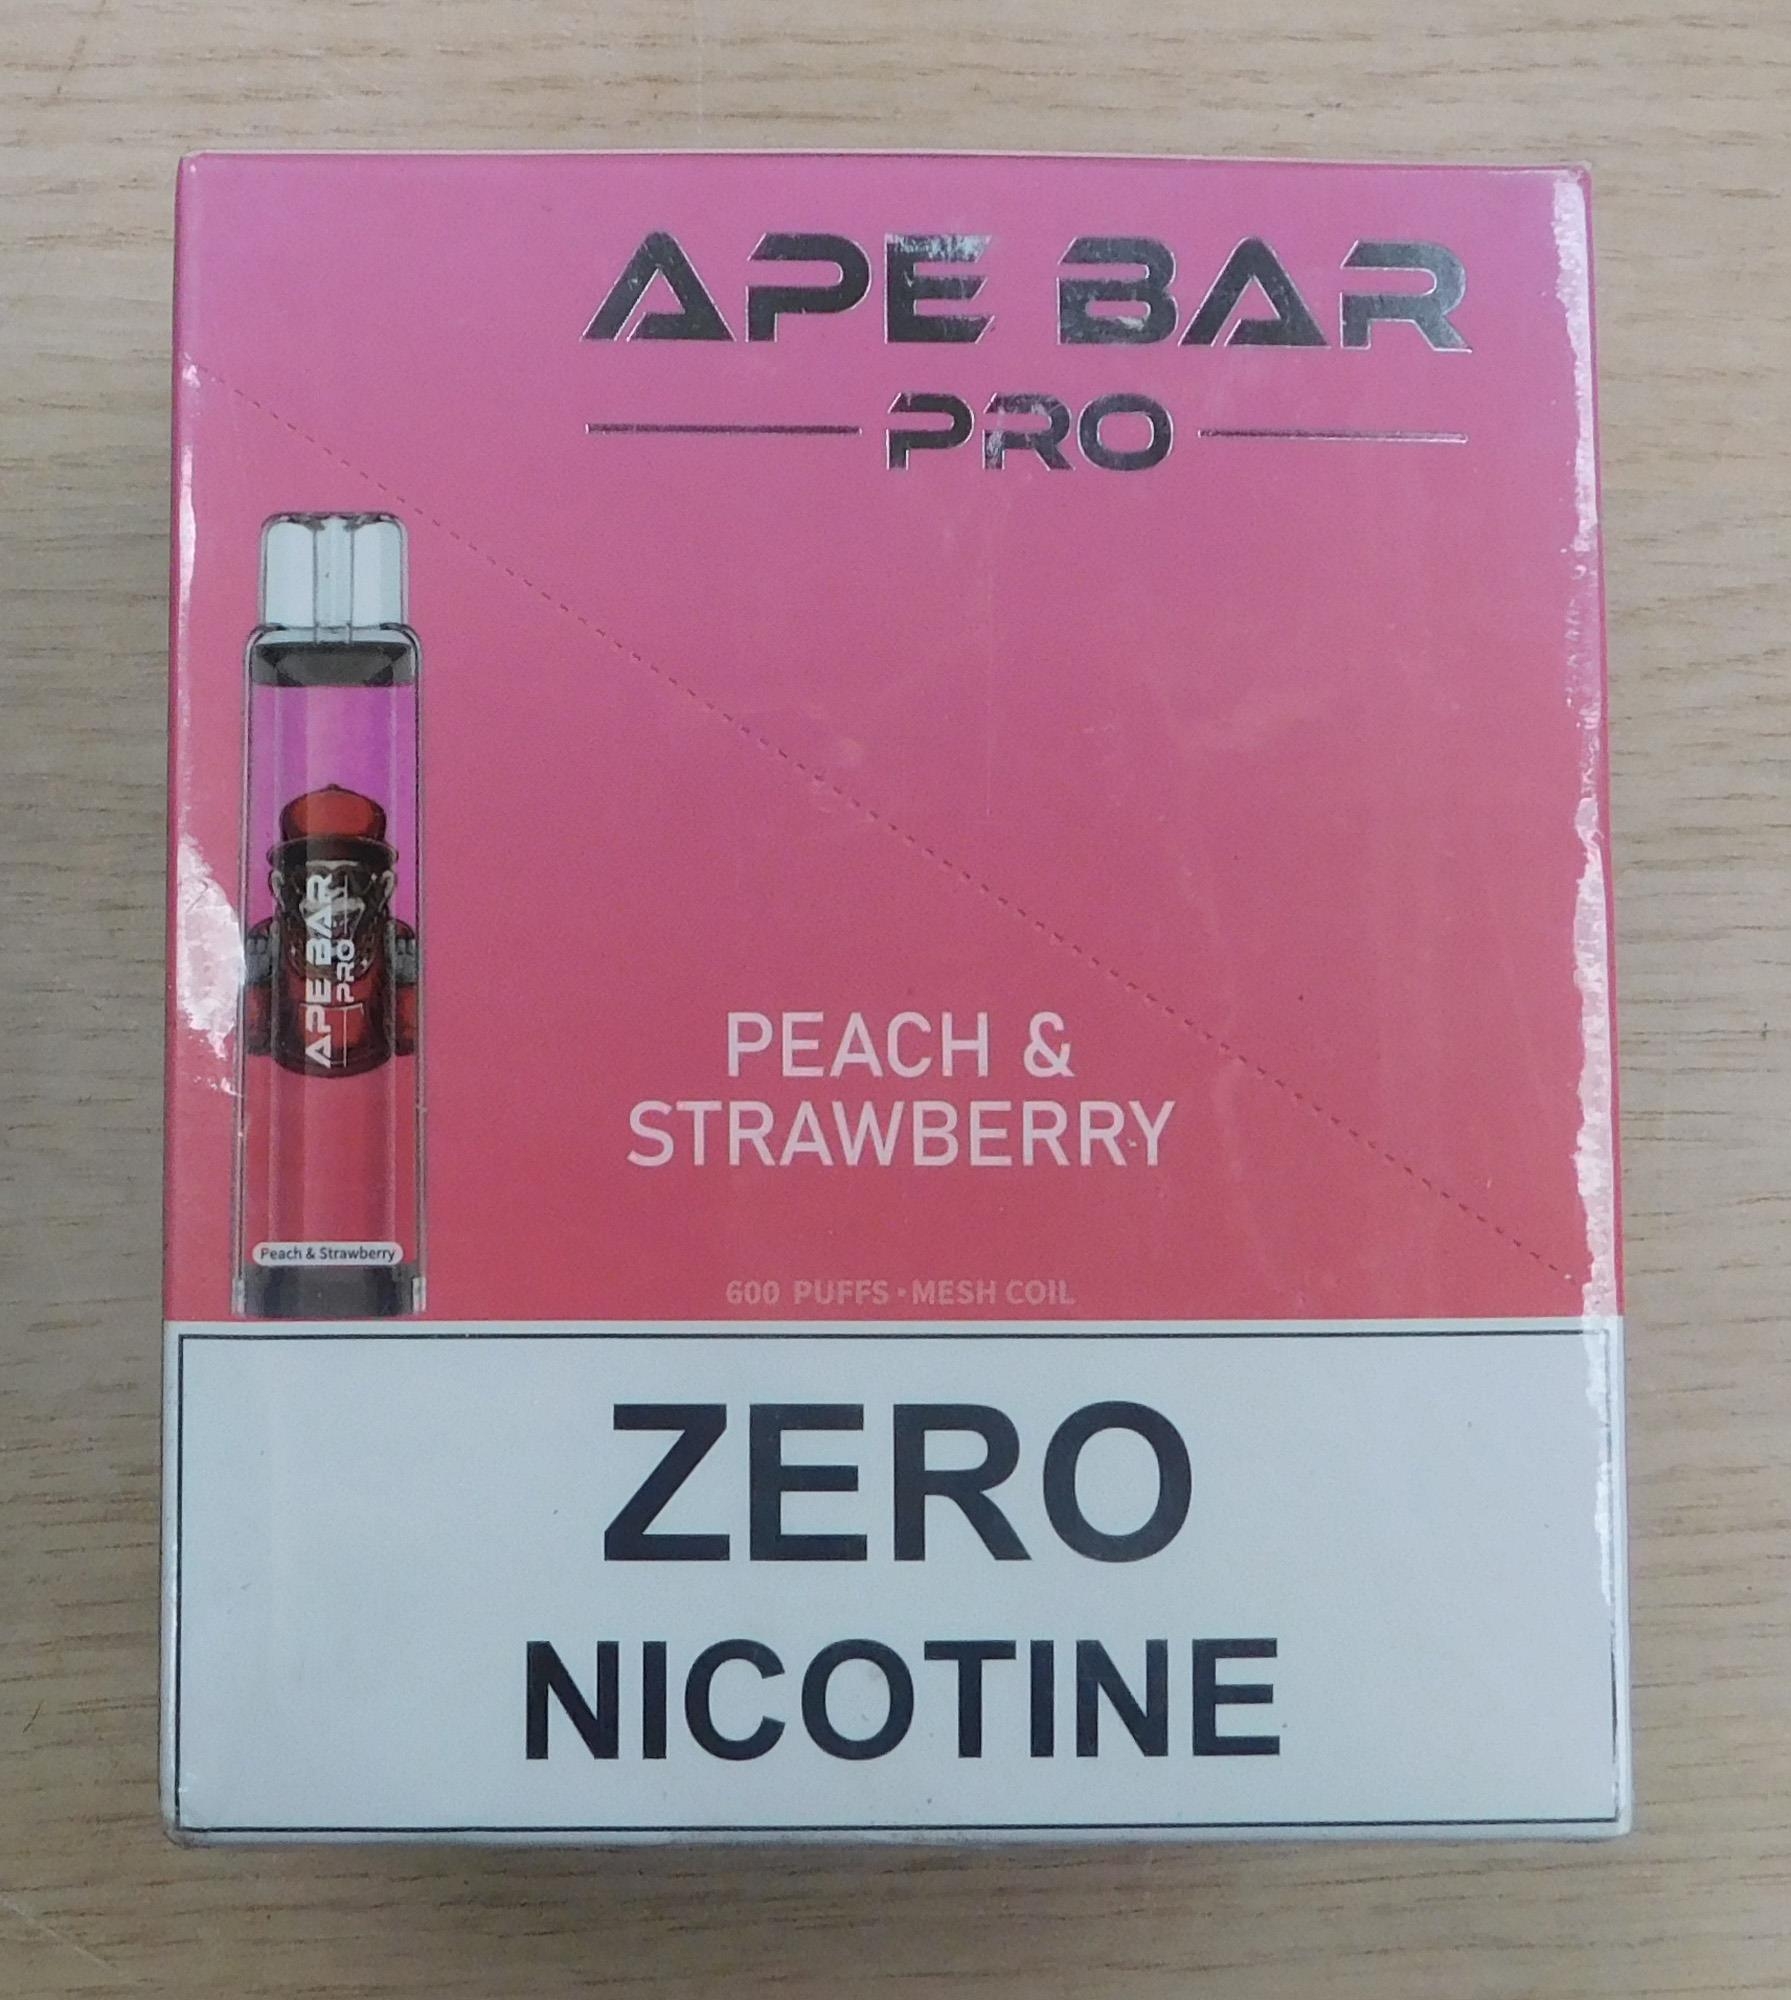 APE BAR
PRO
APE BAR
PRO
Peach & Strawberry
PEACH &
STRAWBERRY
600 PUFFS·MESH COIL
ZERO
NICOTINE